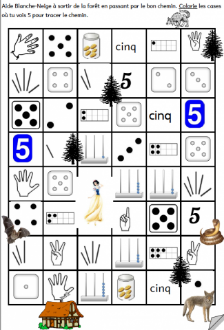 Aide Blanche-Neige à sortir de la forêt en passant par le bon chemin. Colorie les cases
où tu vois 5 pour tracer le chemin.
cinq
5
5
cinq
5
5
5
cinq